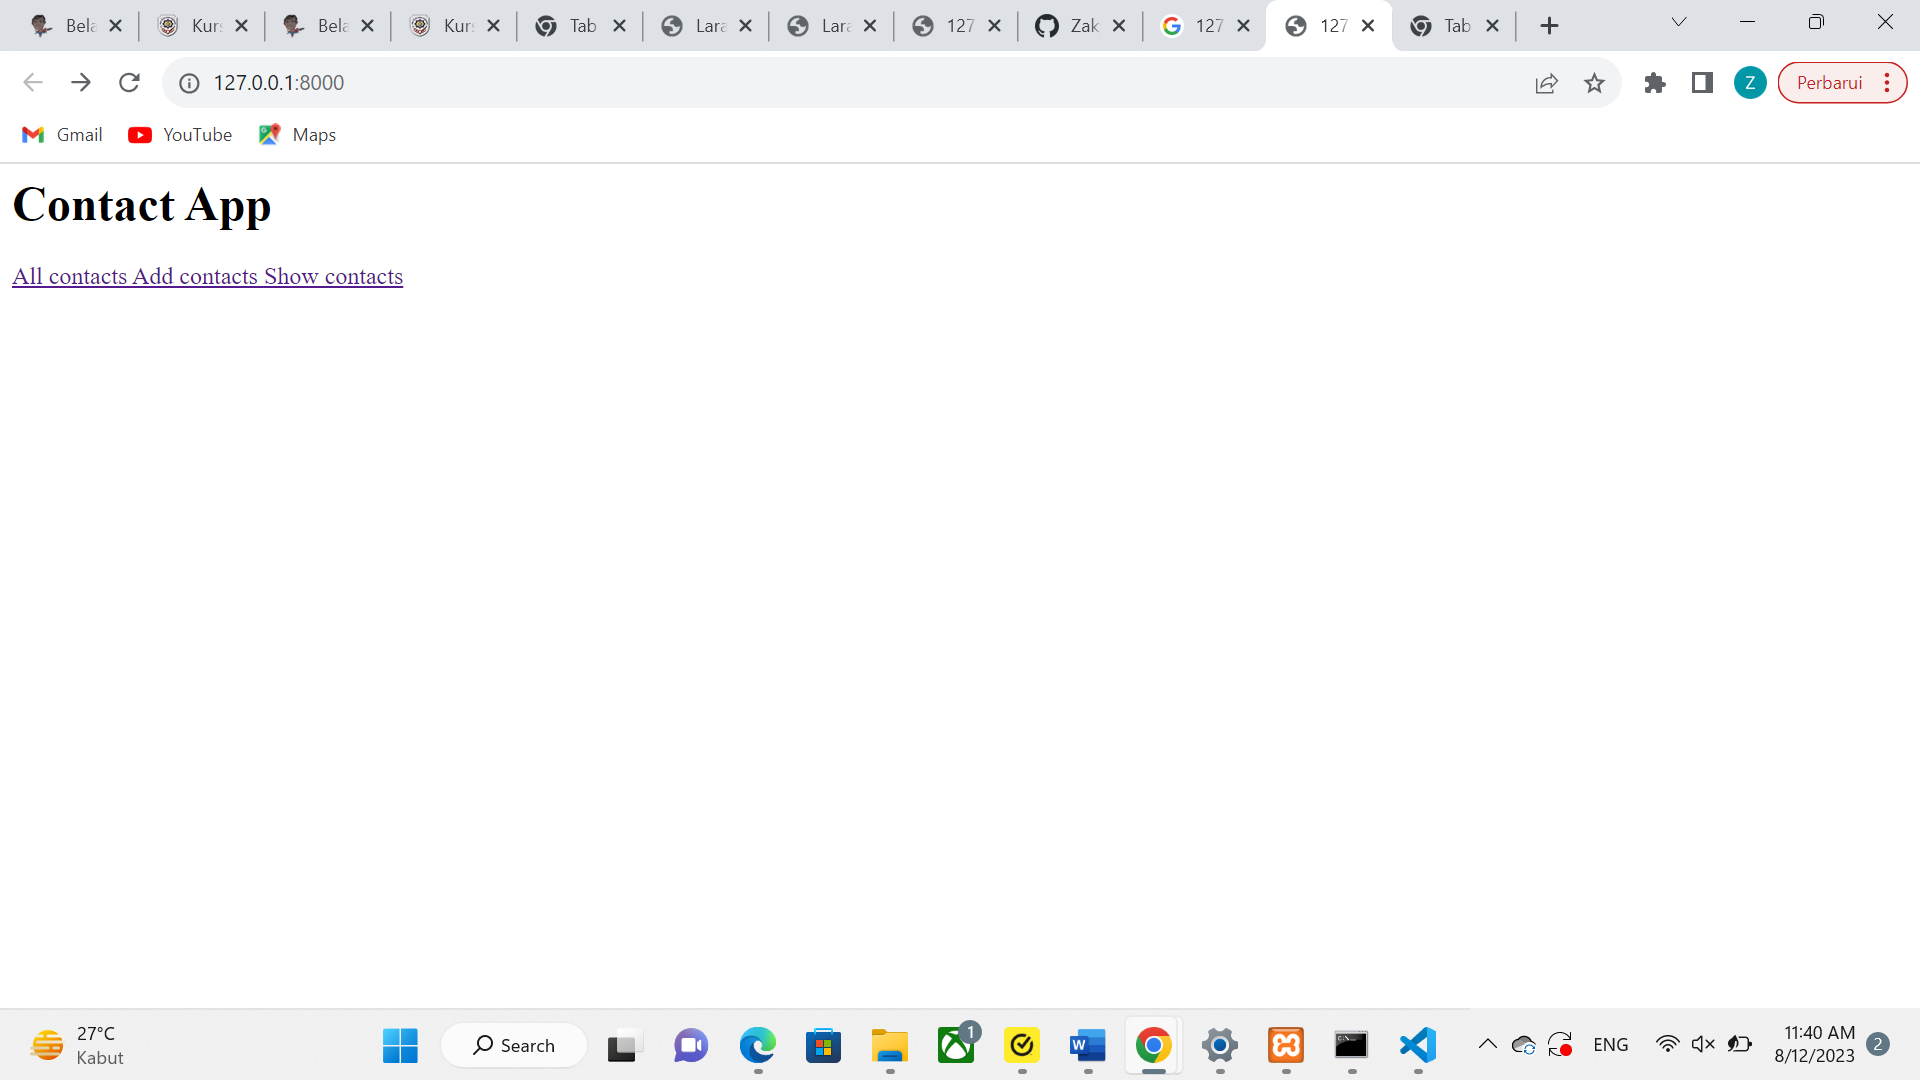 Bela Kurs Bela Kurs Tab Lara Lara 127 Zak 127 127 Tab
127.0.0.1:8000 Z Perbarui
Gmail YouTube Maps
Contact App
All contacts Add contacts Show contacts
27°C
Kabut
Search
1
ENG
11:40 AM
8/12/2023
2